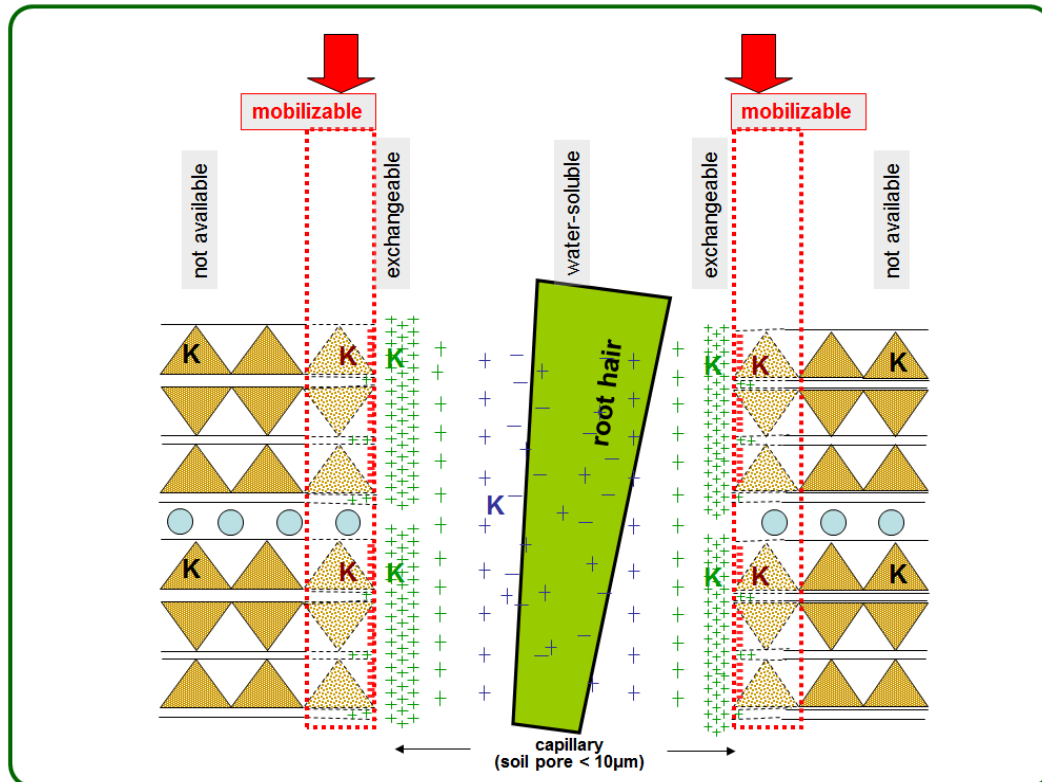 mobilizable
mobilizable
not available
exchangeable
water-soluble
exchangeable
not available
root hair
K
K
K
K
K
K
K
K
K
K
K
K
K
capillary
(soil pore < 10µm)